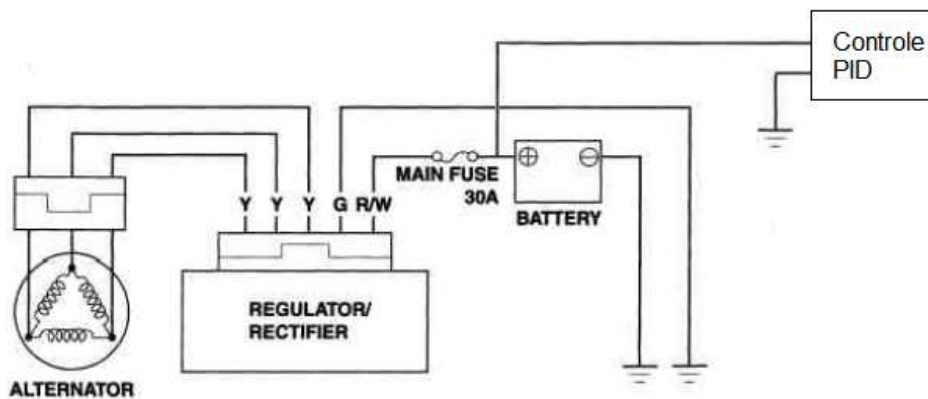 Controle
PID
MAIN FUSE
30A
⊕ ⊖
BATTERY
Y Y Y G R/W
REGULATOR/
RECTIFIER
ALTERNATOR